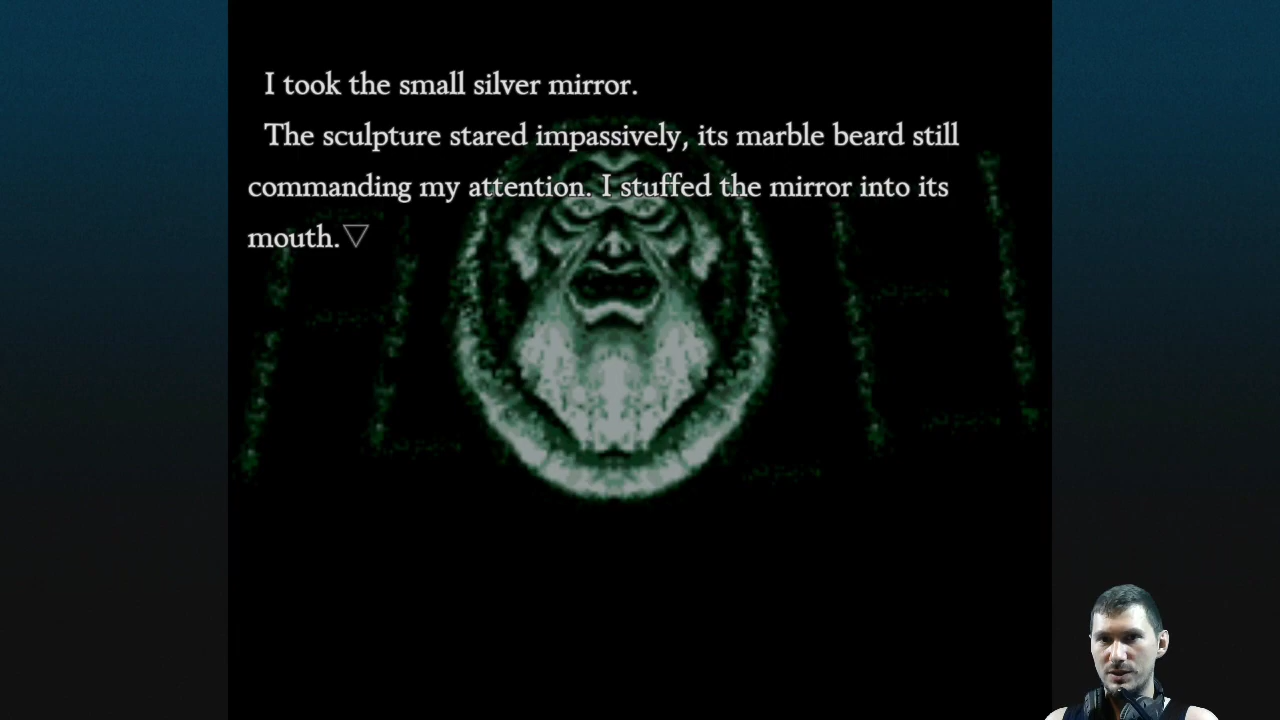 I took the small silver mirror.
The sculpture stared impassively, its marble beard still
commanding my attention. I stuffed the mirror into its
mouth.